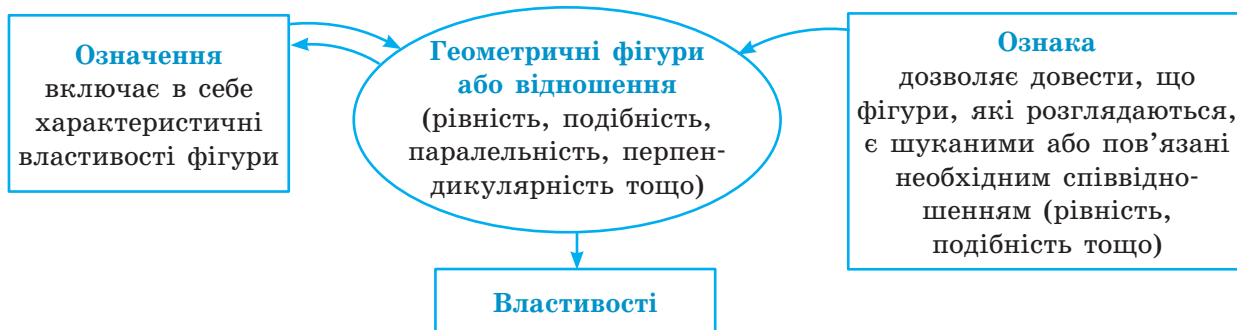 Означення
включає в себе
характеристичні
властивості фігури
Геометричні фігури
або відношення
(рівність, подібність,
паралельність, перпен-
дикулярність тощо)
Ознака
дозволяє довести, що
фігури, які розглядаються,
є шуканими або пов’язані
необхідним співвідно-
шенням (рівність,
подібність тощо)
Властивості